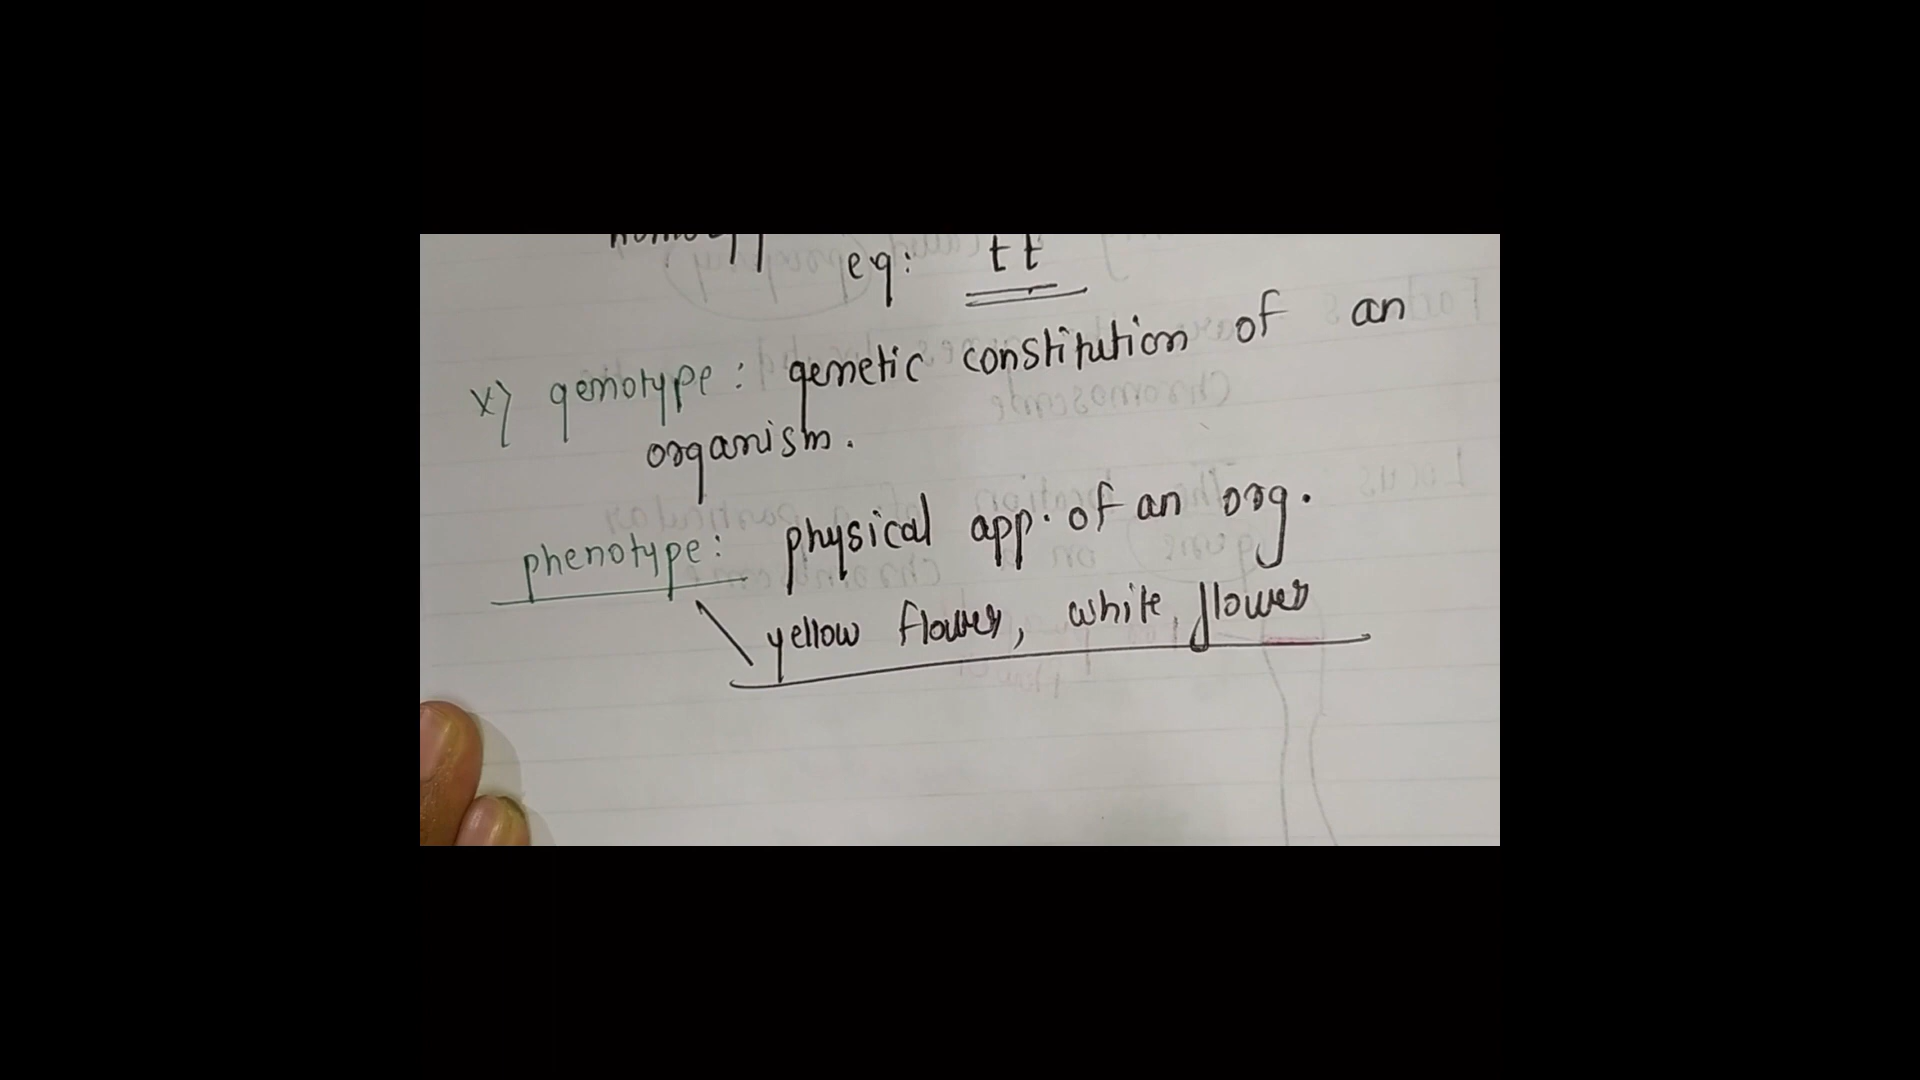 eg: tt
x) genotype: genetic constitution of an
organism.
phenotype: physical app. of an org.
yellow flower, white flower